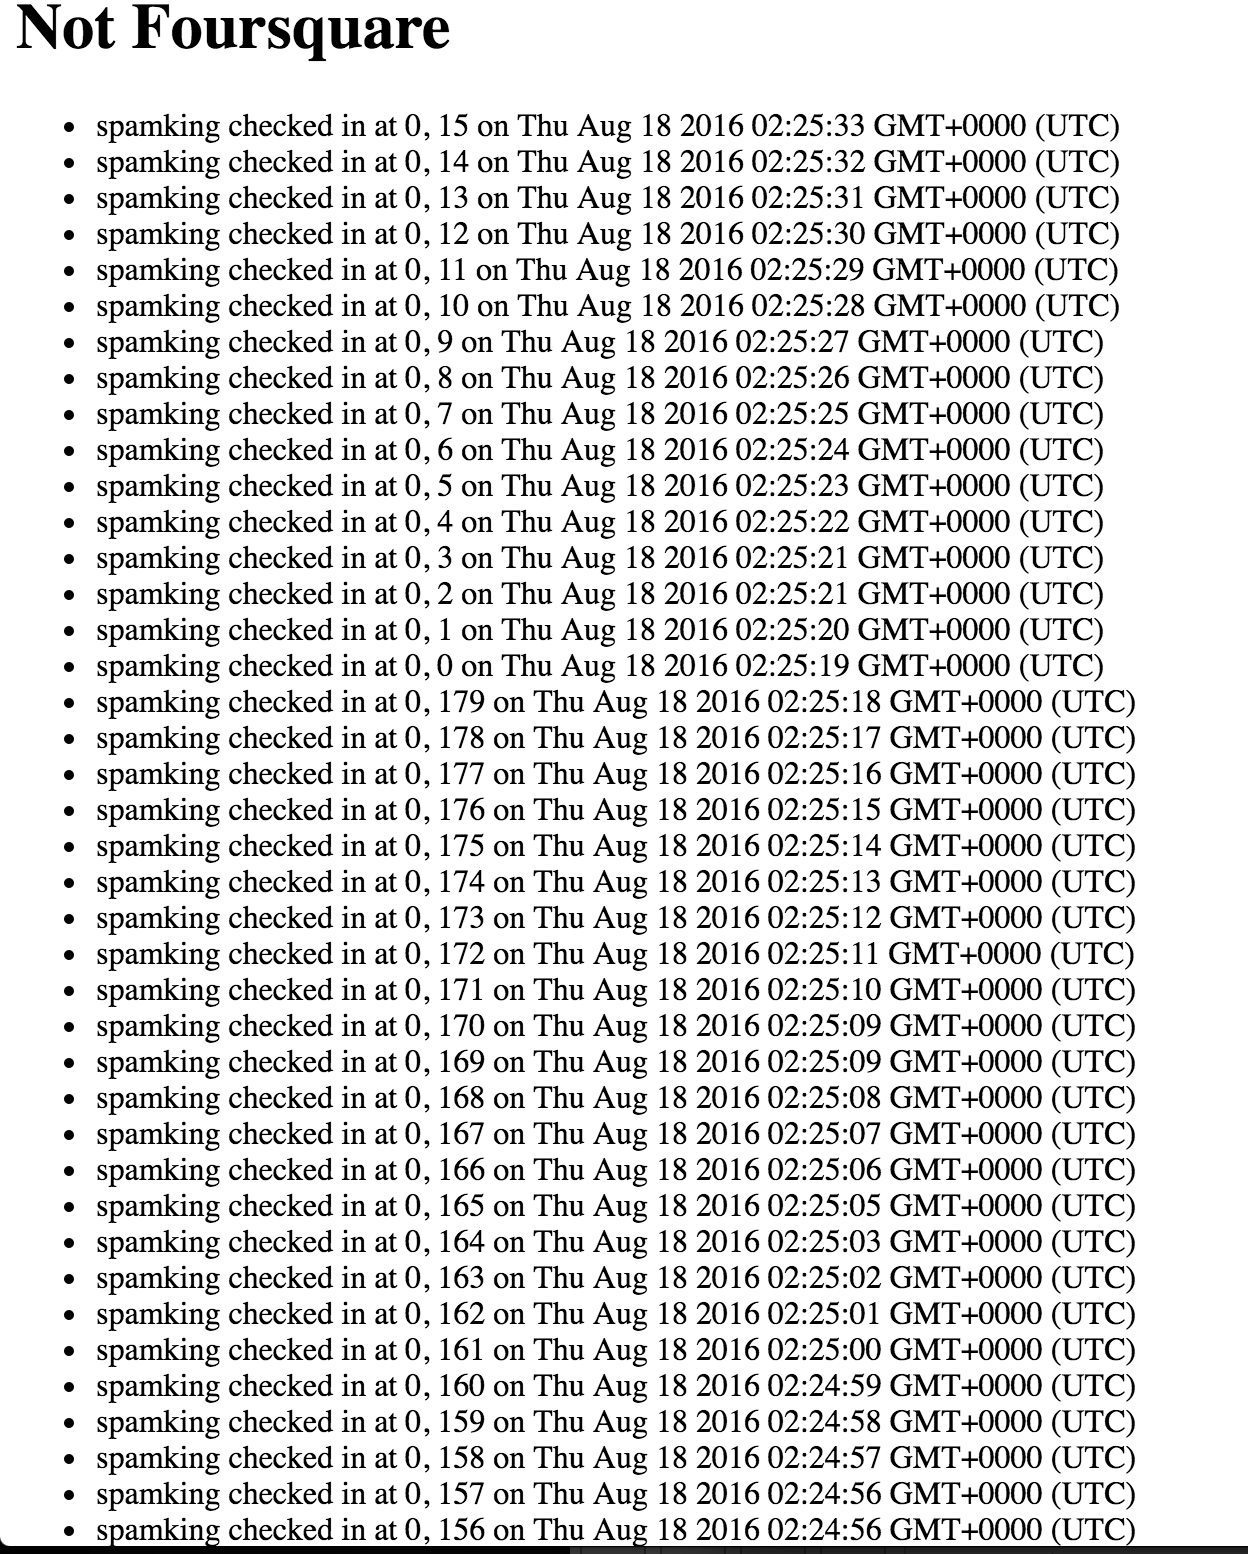 Not Foursquare
spamking checked in at 0, 15 on Thu Aug 18 2016 02:25:33 GMT+0000 (UTC)
spamking checked in at 0, 14 on Thu Aug 18 2016 02:25:32 GMT+0000 (UTC)
spamking checked in at 0, 13 on Thu Aug 18 2016 02:25:31 GMT+0000 (UTC)
spamking checked in at 0, 12 on Thu Aug 18 2016 02:25:30 GMT+0000 (UTC)
spamking checked in at 0, 11 on Thu Aug 18 2016 02:25:29 GMT+0000 (UTC)
spamking checked in at 0, 10 on Thu Aug 18 2016 02:25:28 GMT+0000 (UTC)
spamking checked in at 0, 9 on Thu Aug 18 2016 02:25:27 GMT+0000 (UTC)
spamking checked in at 0, 8 on Thu Aug 18 2016 02:25:26 GMT+0000 (UTC)
spamking checked in at 0, 7 on Thu Aug 18 2016 02:25:25 GMT+0000 (UTC)
spamking checked in at 0, 6 on Thu Aug 18 2016 02:25:24 GMT+0000 (UTC)
spamking checked in at 0, 5 on Thu Aug 18 2016 02:25:23 GMT+0000 (UTC)
spamking checked in at 0, 4 on Thu Aug 18 2016 02:25:22 GMT+0000 (UTC)
spamking checked in at 0, 3 on Thu Aug 18 2016 02:25:21 GMT+0000 (UTC)
spamking checked in at 0, 2 on Thu Aug 18 2016 02:25:21 GMT+0000 (UTC)
spamking checked in at 0, 1 on Thu Aug 18 2016 02:25:20 GMT+0000 (UTC)
spamking checked in at 0, 0 on Thu Aug 18 2016 02:25:19 GMT+0000 (UTC)
spamking checked in at 0, 179 on Thu Aug 18 2016 02:25:18 GMT+0000 (UTC)
spamking checked in at 0, 178 on Thu Aug 18 2016 02:25:17 GMT+0000 (UTC)
spamking checked in at 0, 177 on Thu Aug 18 2016 02:25:16 GMT+0000 (UTC)
spamking checked in at 0, 176 on Thu Aug 18 2016 02:25:15 GMT+0000 (UTC)
spamking checked in at 0, 175 on Thu Aug 18 2016 02:25:14 GMT+0000 (UTC)
spamking checked in at 0, 174 on Thu Aug 18 2016 02:25:13 GMT+0000 (UTC)
spamking checked in at 0, 173 on Thu Aug 18 2016 02:25:12 GMT+0000 (UTC)
spamking checked in at 0, 172 on Thu Aug 18 2016 02:25:11 GMT+0000 (UTC)
spamking checked in at 0, 171 on Thu Aug 18 2016 02:25:10 GMT+0000 (UTC)
spamking checked in at 0, 170 on Thu Aug 18 2016 02:25:09 GMT+0000 (UTC)
spamking checked in at 0, 169 on Thu Aug 18 2016 02:25:09 GMT+0000 (UTC)
spamking checked in at 0, 168 on Thu Aug 18 2016 02:25:08 GMT+0000 (UTC)
spamking checked in at 0, 167 on Thu Aug 18 2016 02:25:07 GMT+0000 (UTC)
spamking checked in at 0, 166 on Thu Aug 18 2016 02:25:06 GMT+0000 (UTC)
spamking checked in at 0, 165 on Thu Aug 18 2016 02:25:05 GMT+0000 (UTC)
spamking checked in at 0, 164 on Thu Aug 18 2016 02:25:03 GMT+0000 (UTC)
spamking checked in at 0, 163 on Thu Aug 18 2016 02:25:02 GMT+0000 (UTC)
spamking checked in at 0, 162 on Thu Aug 18 2016 02:25:01 GMT+0000 (UTC)
spamking checked in at 0, 161 on Thu Aug 18 2016 02:25:00 GMT+0000 (UTC)
spamking checked in at 0, 160 on Thu Aug 18 2016 02:24:59 GMT+0000 (UTC)
spamking checked in at 0, 159 on Thu Aug 18 2016 02:24:58 GMT+0000 (UTC)
spamking checked in at 0, 158 on Thu Aug 18 2016 02:24:57 GMT+0000 (UTC)
spamking checked in at 0, 157 on Thu Aug 18 2016 02:24:56 GMT+0000 (UTC)
spamking checked in at 0, 156 on Thu Aug 18 2016 02:24:56 GMT+0000 (UTC)